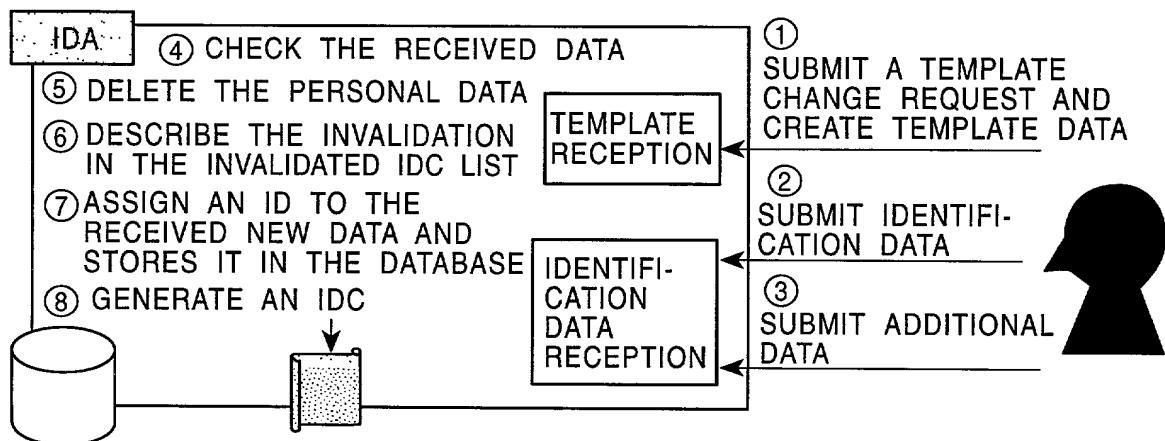 IDA
④ CHECK THE RECEIVED DATA
⑤ DELETE THE PERSONAL DATA
⑥ DESCRIBE THE INVALIDATION
IN THE INVALIDATED IDC LIST
⑦ ASSIGN AN ID TO THE
RECEIVED NEW DATA AND
STORES IT IN THE DATABASE
⑧ GENERATE AN IDC
TEMPLATE
RECEPTION
IDENTIFI-
CATION
DATA
RECEPTION
①
SUBMIT A TEMPLATE
CHANGE REQUEST AND
CREATE TEMPLATE DATA
②
SUBMIT IDENTIFI-
CATION DATA
③
SUBMIT ADDITIONAL
DATA